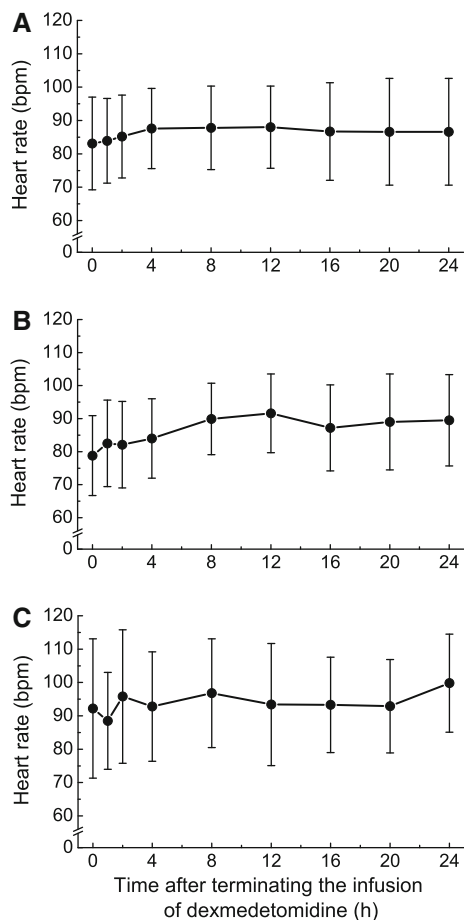 A
Heart rate (bpm)
120
110
100
90
80
70
60
0
0 4 8 12 16 20 24
B
Heart rate (bpm)
120
110
100
90
80
70
60
0
0 4 8 12 16 20 24
C
Heart rate (bpm)
120
110
100
90
80
70
60
0
0 4 8 12 16 20 24
Time after terminating the infusion
of dexmedetomidine (h)